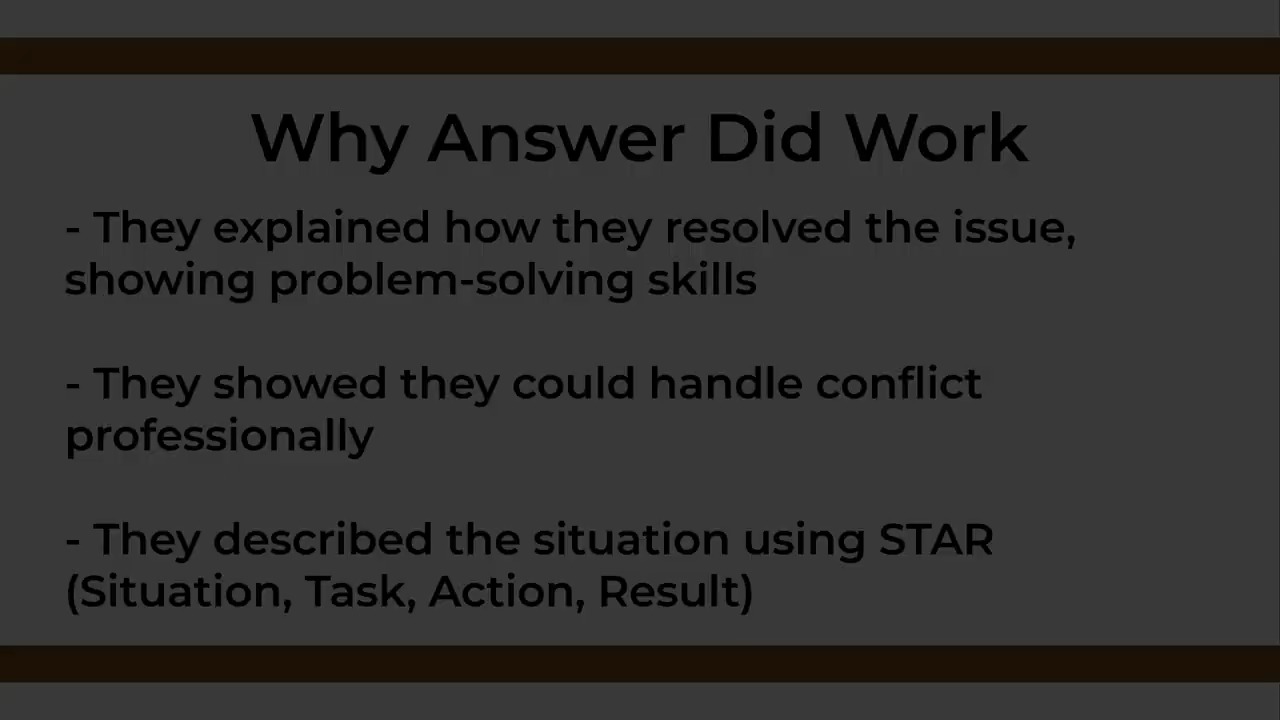 Why Answer Did Work
- They explained how they resolved the issue,
showing problem-solving skills
- They showed they could handle conflict
professionally
- They described the situation using STAR
(Situation, Task, Action, Result)